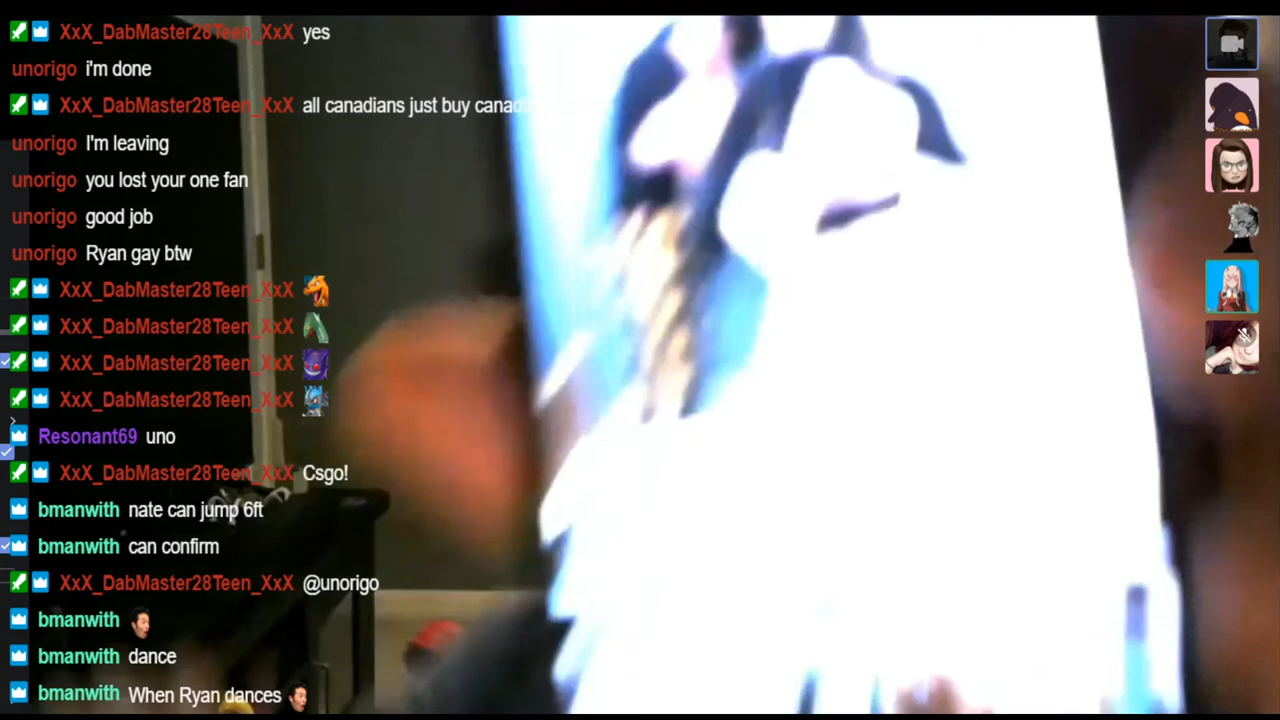 XxX_DabMaster28Teen_XxX yes
unorigo i'm done
XxX_DabMaster28Teen_XxX all canadians just buy
unorigo I'm leaving
unorigo you lost your one fan
unorigo good job
unorigo Ryan gay btw
XxX_DabMaster28Teen_XxX
XxX_DabMaster28Teen_XxX
XxX_DabMaster28Teen_XxX
XxX_DabMaster28Teen_XxX
Resonant69 uno
XxX_DabMaster28Teen_XxX Csgo!
bmanwith nate can jump 6ft
bmanwith can confirm
XxX_DabMaster28Teen_XxX @unorigo
bmanwith
bmanwith dance
bmanwith When Ryan dances